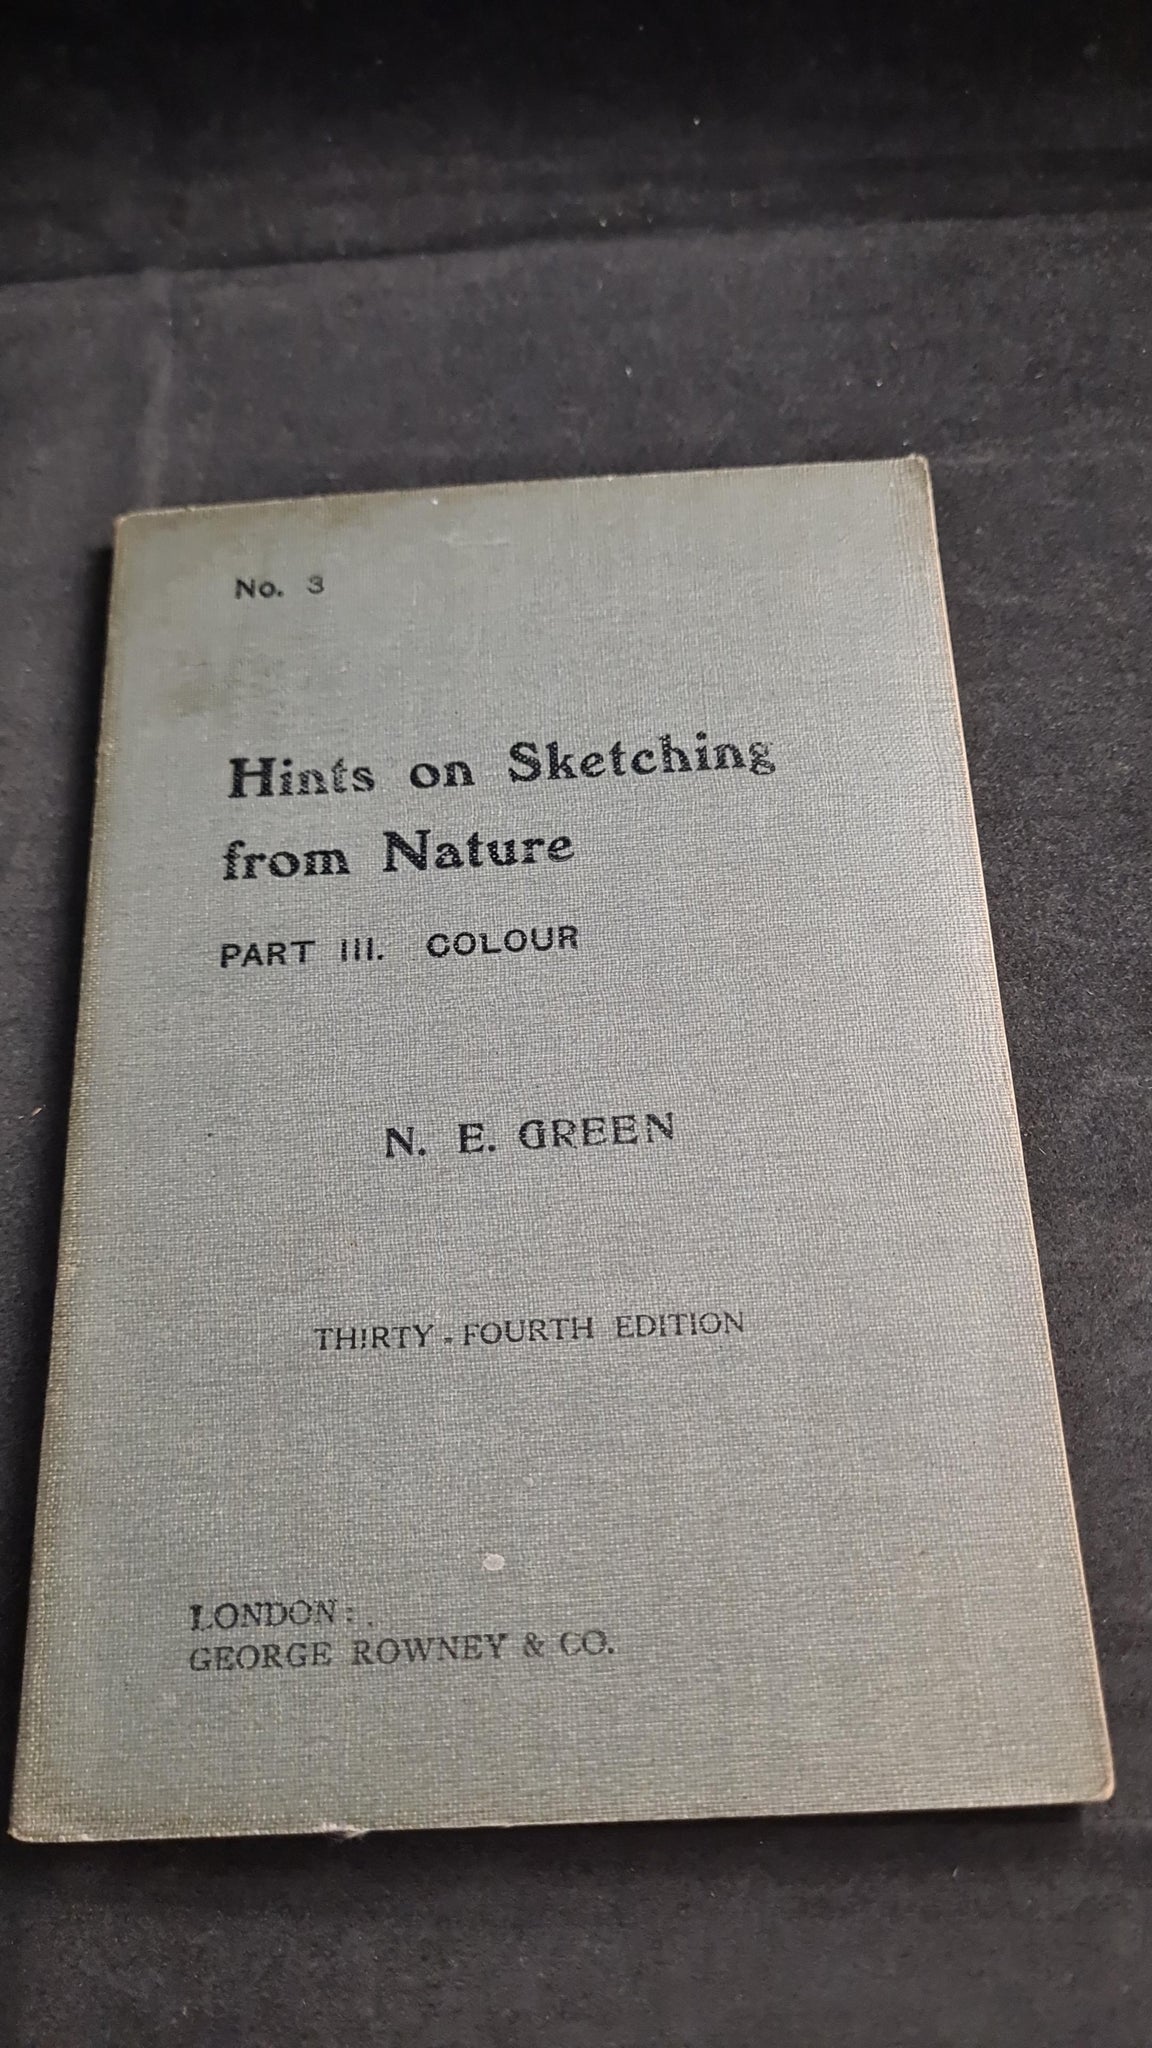 No. 3
Hints on Sketching
from Nature
PART III. COLOUR
N. E. GREEN
THIRTY-FOURTH EDITION
LONDON:
GEORGE ROWNEY & CO.